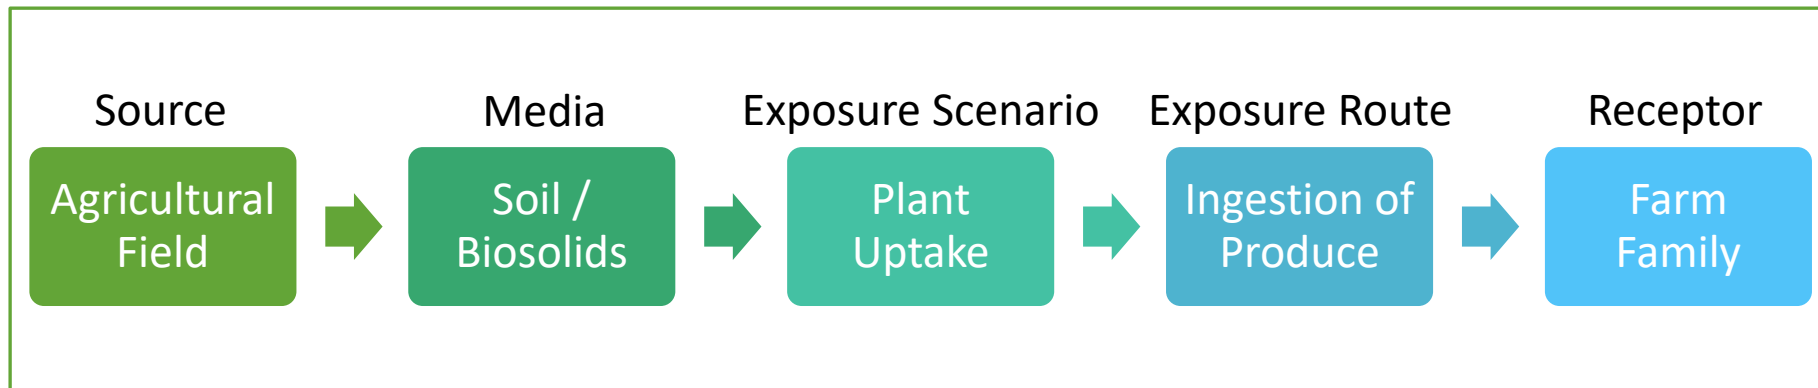 Source
Agricultural
Field
Media
Soil /
Biosolids
Exposure Scenario
Plant
Uptake
Exposure Route
Ingestion of
Produce
Receptor
Farm
Family